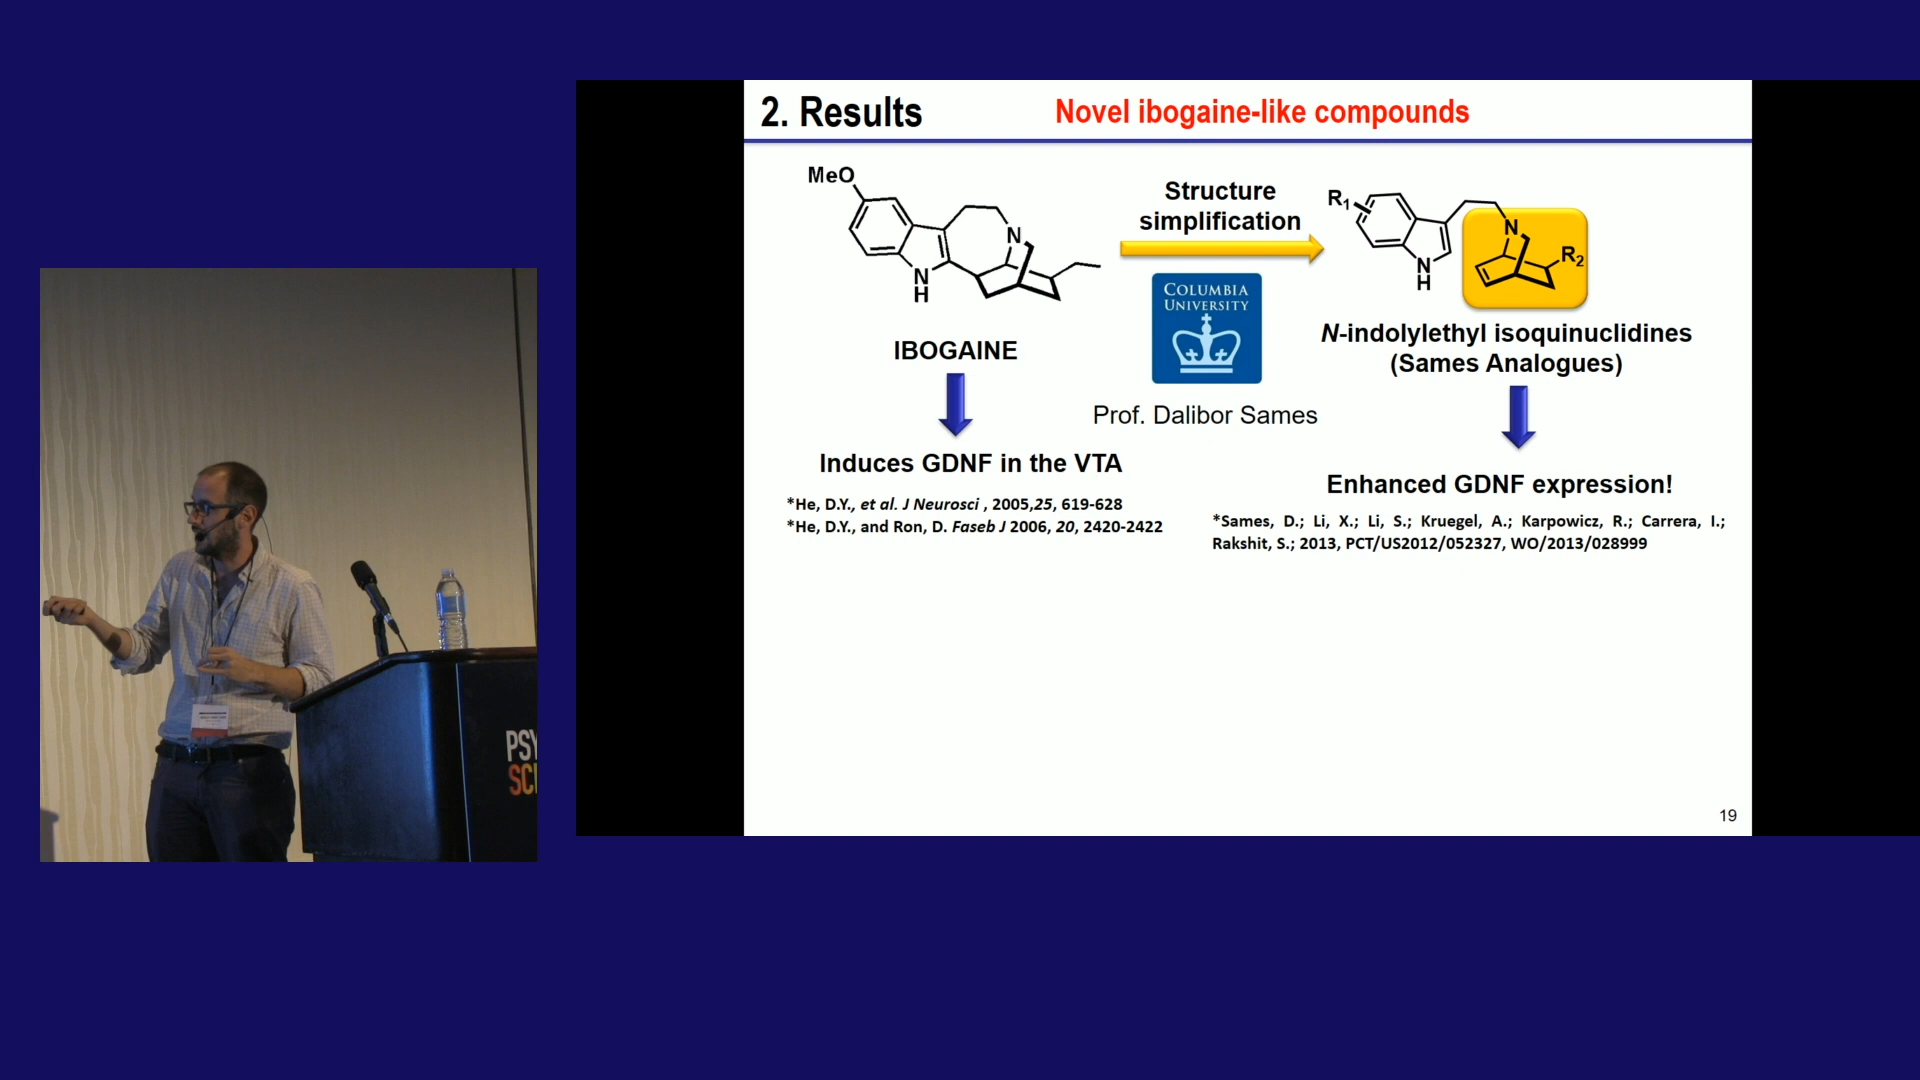 2. Results
Novel ibogaine-like compounds
MeO
N
N
H
Structure
simplification
R1
N
R2
N
H
COLUMBIA
UNIVERSITY
IBOGAINE
N-indolylethyl isoquinuclidines
(Sames Analogues)
Prof. Dalibor Sames
Induces GDNF in the VTA
*He, D.Y., et al. J Neurosci , 2005,25, 619-628
*He, D.Y., and Ron, D. Faseb J 2006, 20, 2420-2422
Enhanced GDNF expression!
*Sames, D.; Li, X.; Li, S.; Kruegel, A.; Karpowicz, R.; Carrera, I.;
Rakshit, S.; 2013, PCT/US2012/052327, WO/2013/028999
19
PSY
SCI